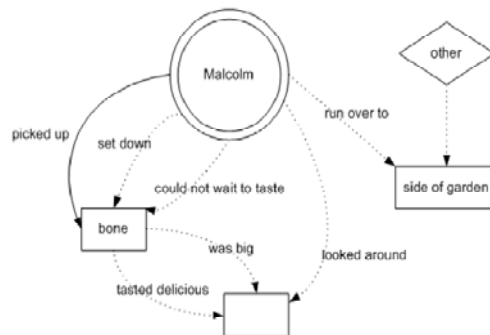 Malcolm
other
picked up
run over to
set down
could not wait to taste
side of garden
bone
was big
looked around
tasted delicious